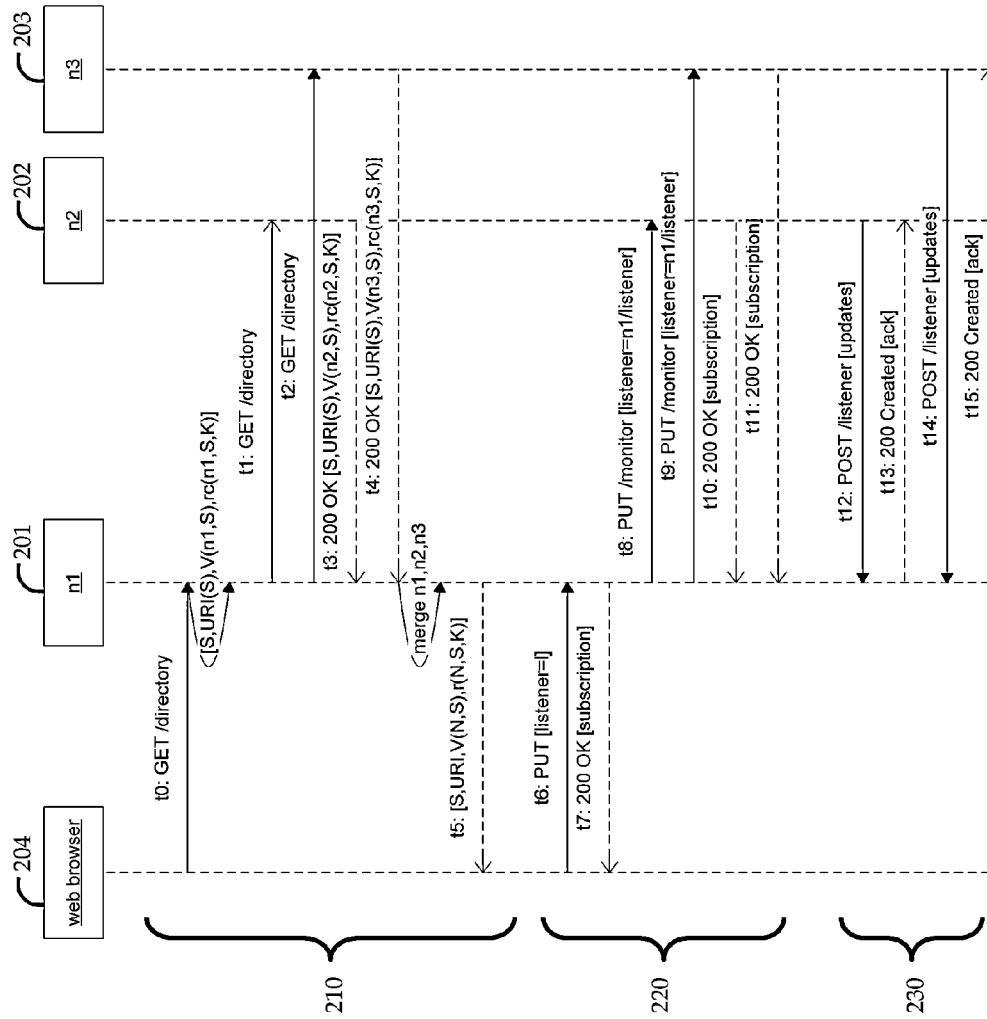 204
201
202
203
web browser
n1
n2
n3
t0: GET /directory
[S,URI(S),V(n1,S),rc(n1,S,K)]
t1: GET /directory
t2: GET /directory
t3: 200 OK [S,URI(S),V(n2,S),rc(n2,S,K)]
t4: 200 OK [S,URI(S),V(n3,S),rc(n3,S,K)]
merge n1,n2,n3
t5: [S,URI,V(N,S),r(N,S,K)]
210
t6: PUT [listener=l]
t7: 200 OK [subscription]
t8: PUT /monitor [listener=n1/listener]
t9: PUT /monitor [listener=n1/listener]
t10: 200 OK [subscription]
t11: 200 OK [subscription]
220
t12: POST /listener [updates]
t13: 200 Created [ack]
t14: POST /listener [updates]
t15: 200 Created [ack]
230